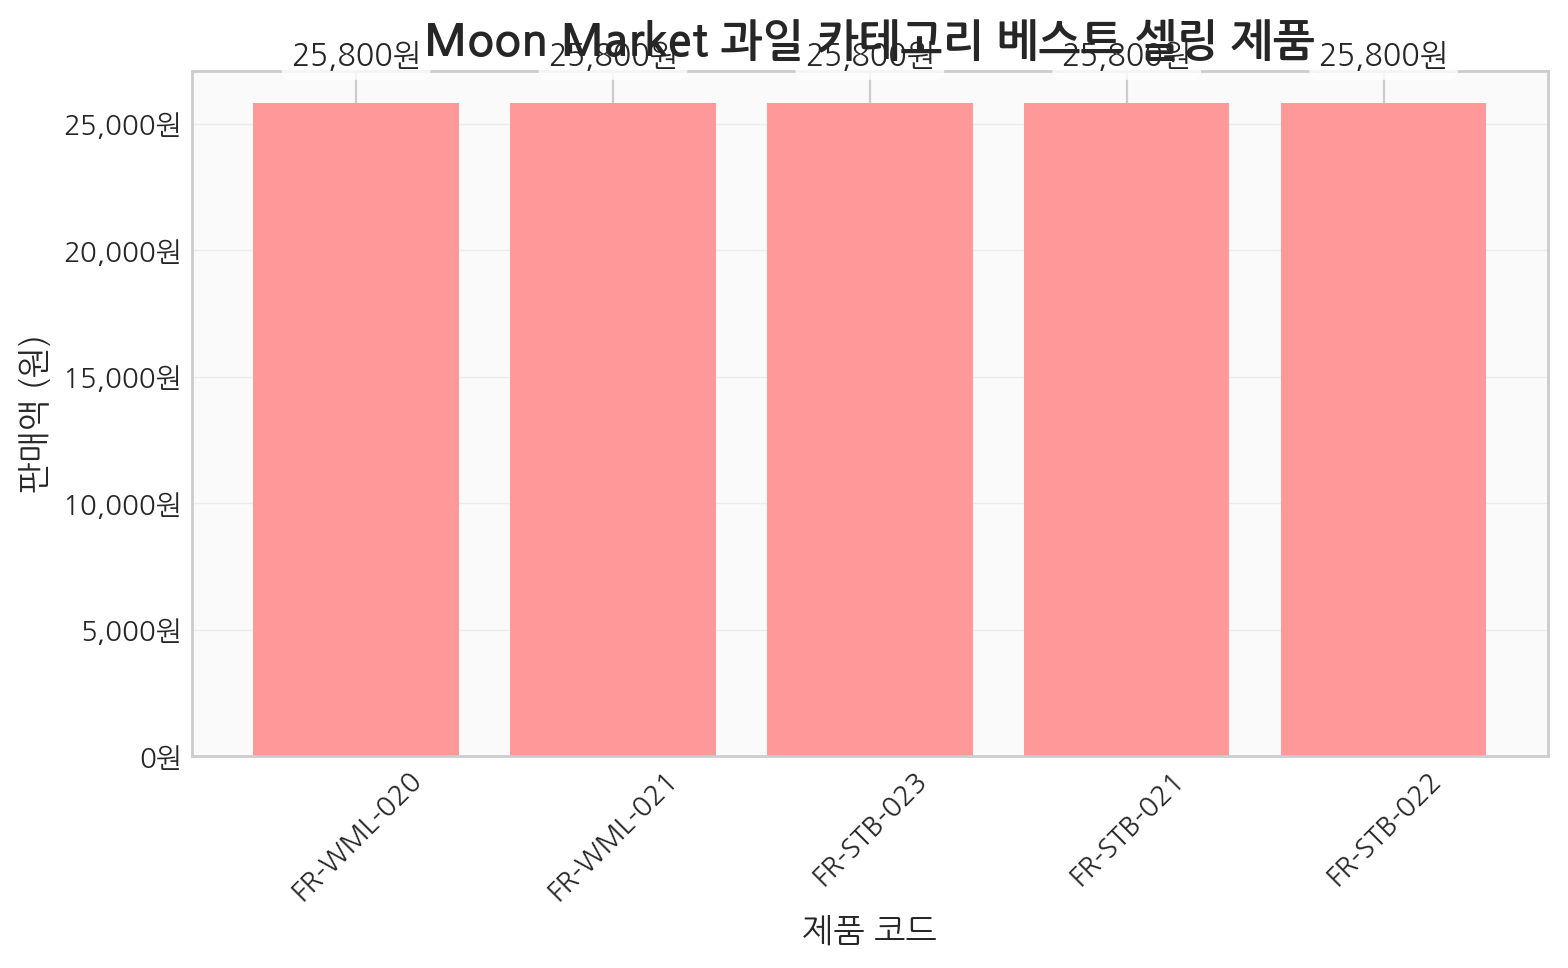 Moon Market 과일 카테고리 베스트 셀링 제품
25,800원 25,800원 25,800원 25,800원 25,800원
25,000원
20,000원
15,000원
10,000원
5,000원
0원
판매액 (원)
FR-WML-020 FR-WML-021 FR-STB-023 FR-STB-021 FR-STB-022
제품 코드